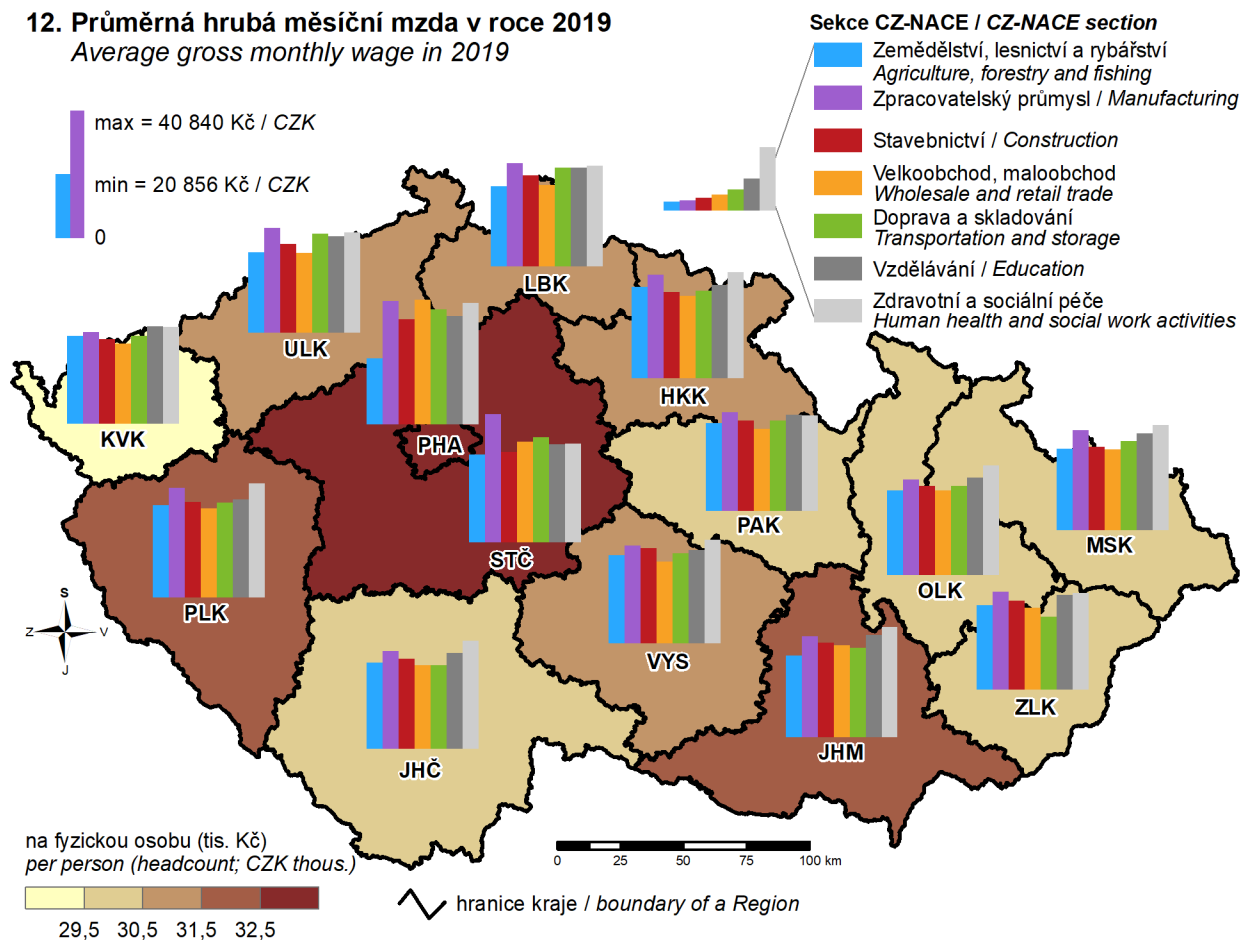 12. Průměrná hrubá měsíční mzda v roce 2019
Average gross monthly wage in 2019
max = 40 840 Kč / CZK
min = 20 856 Kč / CZK
0
Sekce CZ-NACE / CZ-NACE section
Zemědělství, lesnictví a rybářství
Agriculture, forestry and fishing
Zpracovatelský průmysl / Manufacturing
Stavebnictví / Construction
Velkoobchod, maloobchod
Wholesale and retail trade
Doprava a skladování
Transportation and storage
Vzdělávání / Education
Zdravotní a sociální péče
Human health and social work activities
LBK
ULK
HKK
KVK
PHA
PAK
MSK
STČ
OLK
PLK
VYS
ZLK
JHM
JHČ
S
Z
V
J
na fyzickou osobu (tis. Kč)
per person (headcount; CZK thous.)
29,5 30,5 31,5 32,5
0 25 50 75 100 km
hranice kraje / boundary of a Region